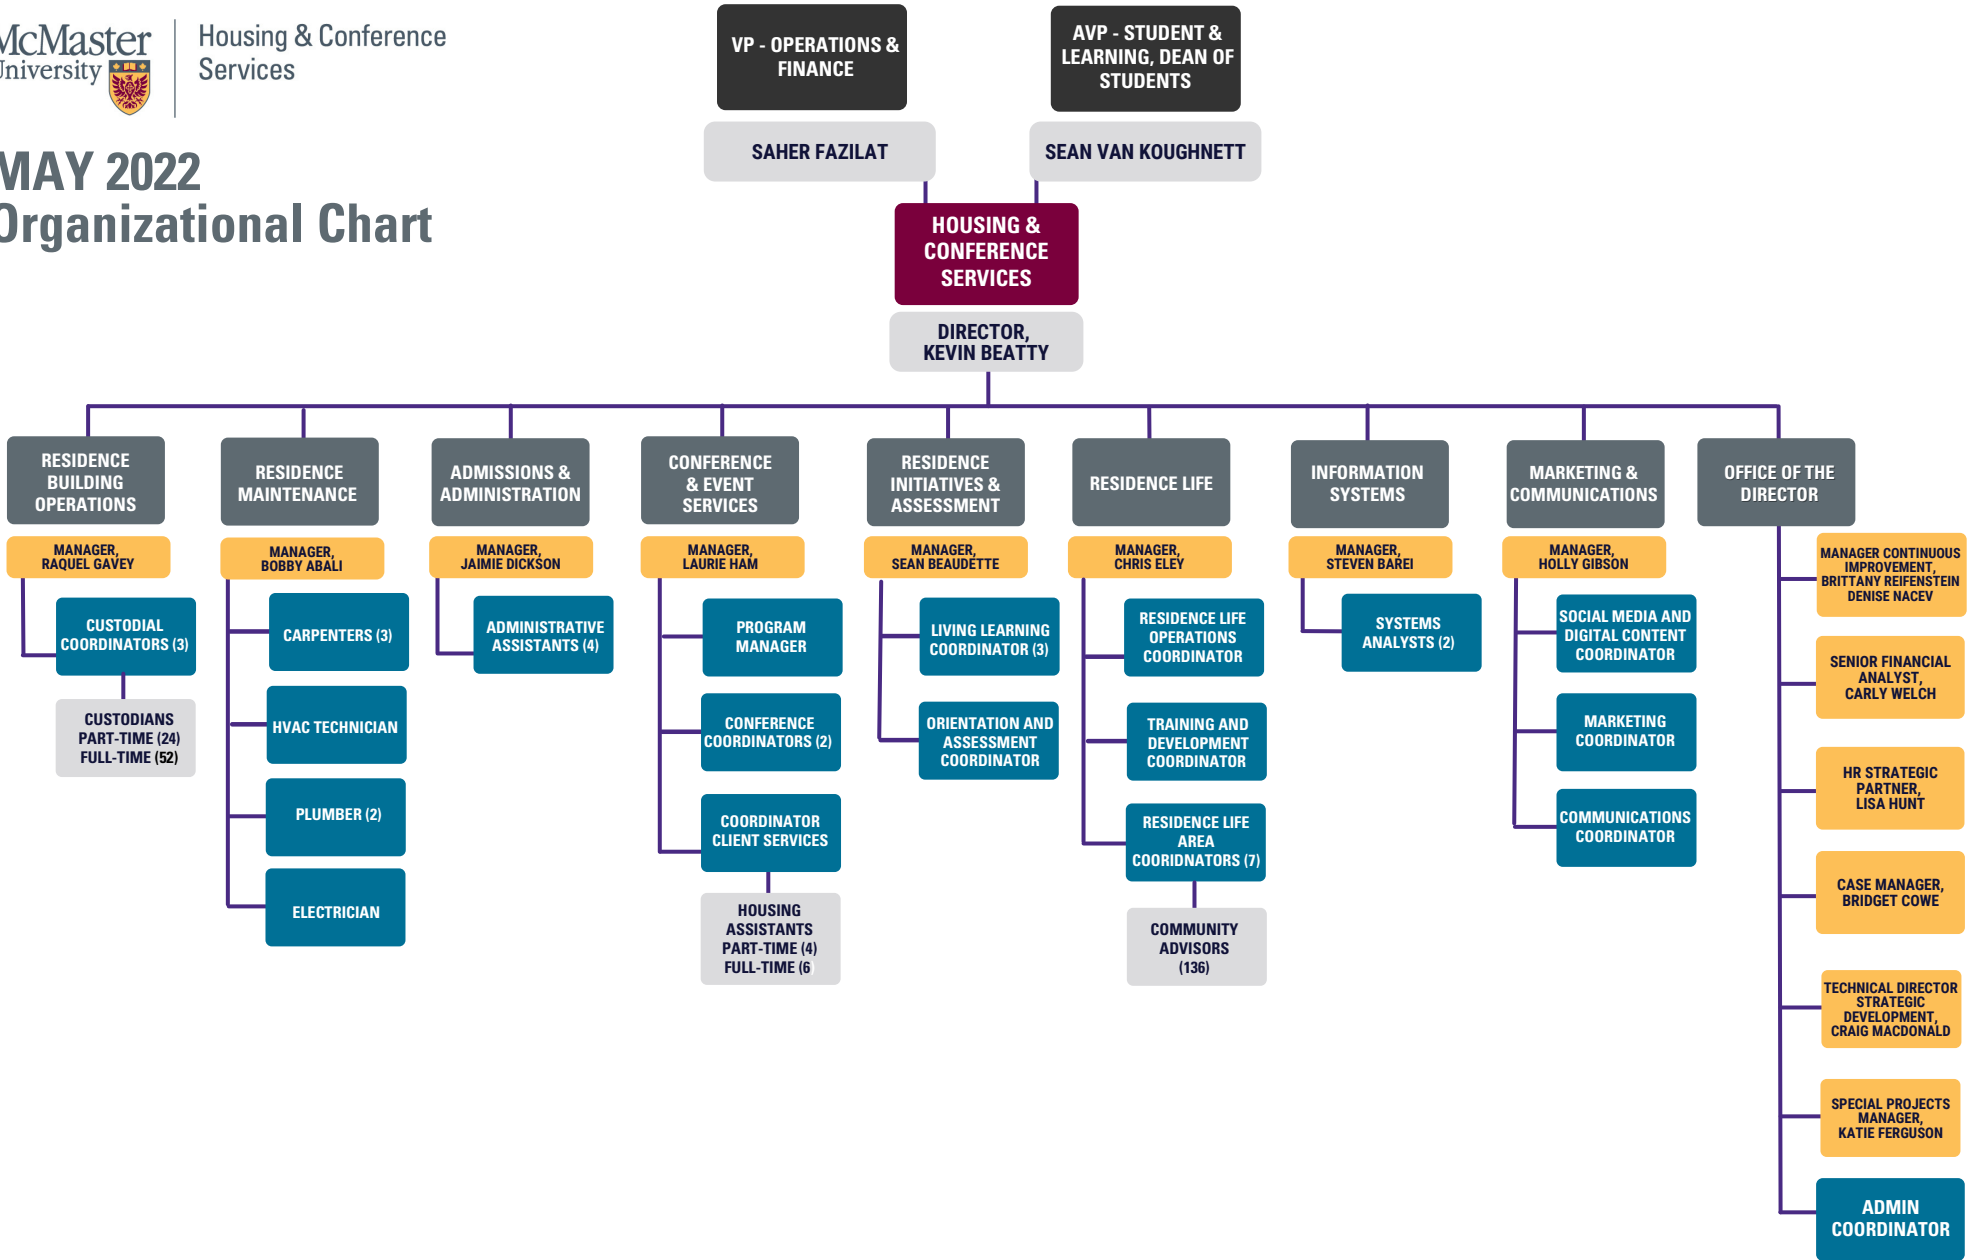 McMaster
University
Housing & Conference
Services
MAY 2022
Organizational Chart
VP - OPERATIONS &
FINANCE
SAHER FAZILAT
AVP - STUDENT &
LEARNING, DEAN OF
STUDENTS
SEAN VAN KOUGHNETT
HOUSING &
CONFERENCE
SERVICES
DIRECTOR,
KEVIN BEATTY
RESIDENCE
BUILDING
OPERATIONS
MANAGER,
RAQUEL GAVEY
CUSTODIAL
COORDINATORS (3)
CUSTODIANS
PART-TIME (24)
FULL-TIME (52)
RESIDENCE
MAINTENANCE
MANAGER,
BOBBY ABALI
CARPENTERS (3)
HVAC TECHNICIAN
PLUMBER (2)
ELECTRICIAN
ADMISSIONS &
ADMINISTRATION
MANAGER,
JAIMIE DICKSON
ADMINISTRATIVE
ASSISTANTS (4)
CONFERENCE
& EVENT
SERVICES
MANAGER,
LAURIE HAM
PROGRAM
MANAGER
CONFERENCE
COORDINATORS (2)
COORDINATOR
CLIENT SERVICES
HOUSING
ASSISTANTS
PART-TIME (4)
FULL-TIME (6)
RESIDENCE
INITIATIVES &
ASSESSMENT
MANAGER,
SEAN BEAUDETTE
LIVING LEARNING
COORDINATOR (3)
ORIENTATION AND
ASSESSMENT
COORDINATOR
RESIDENCE LIFE
MANAGER,
CHRIS ELEY
RESIDENCE LIFE
OPERATIONS
COORDINATOR
TRAINING AND
DEVELOPMENT
COORDINATOR
RESIDENCE LIFE
AREA
COORIDNATORS (7)
COMMUNITY
ADVISORS
(136)
INFORMATION
SYSTEMS
MANAGER,
STEVEN BAREI
SYSTEMS
ANALYSTS (2)
MARKETING &
COMMUNICATIONS
MANAGER,
HOLLY GIBSON
SOCIAL MEDIA AND
DIGITAL CONTENT
COORDINATOR
MARKETING
COORDINATOR
COMMUNICATIONS
COORDINATOR
OFFICE OF THE
DIRECTOR
MANAGER CONTINUOUS
IMPROVEMENT,
BRITTANY REIFENSTEIN
DENISE NACEV
SENIOR FINANCIAL
ANALYST,
CARLY WELCH
HR STRATEGIC
PARTNER,
LISA HUNT
CASE MANAGER,
BRIDGET COWE
TECHNICAL DIRECTOR
STRATEGIC
DEVELOPMENT,
CRAIG MACDONALD
SPECIAL PROJECTS
MANAGER,
KATIE FERGUSON
ADMIN
COORDINATOR